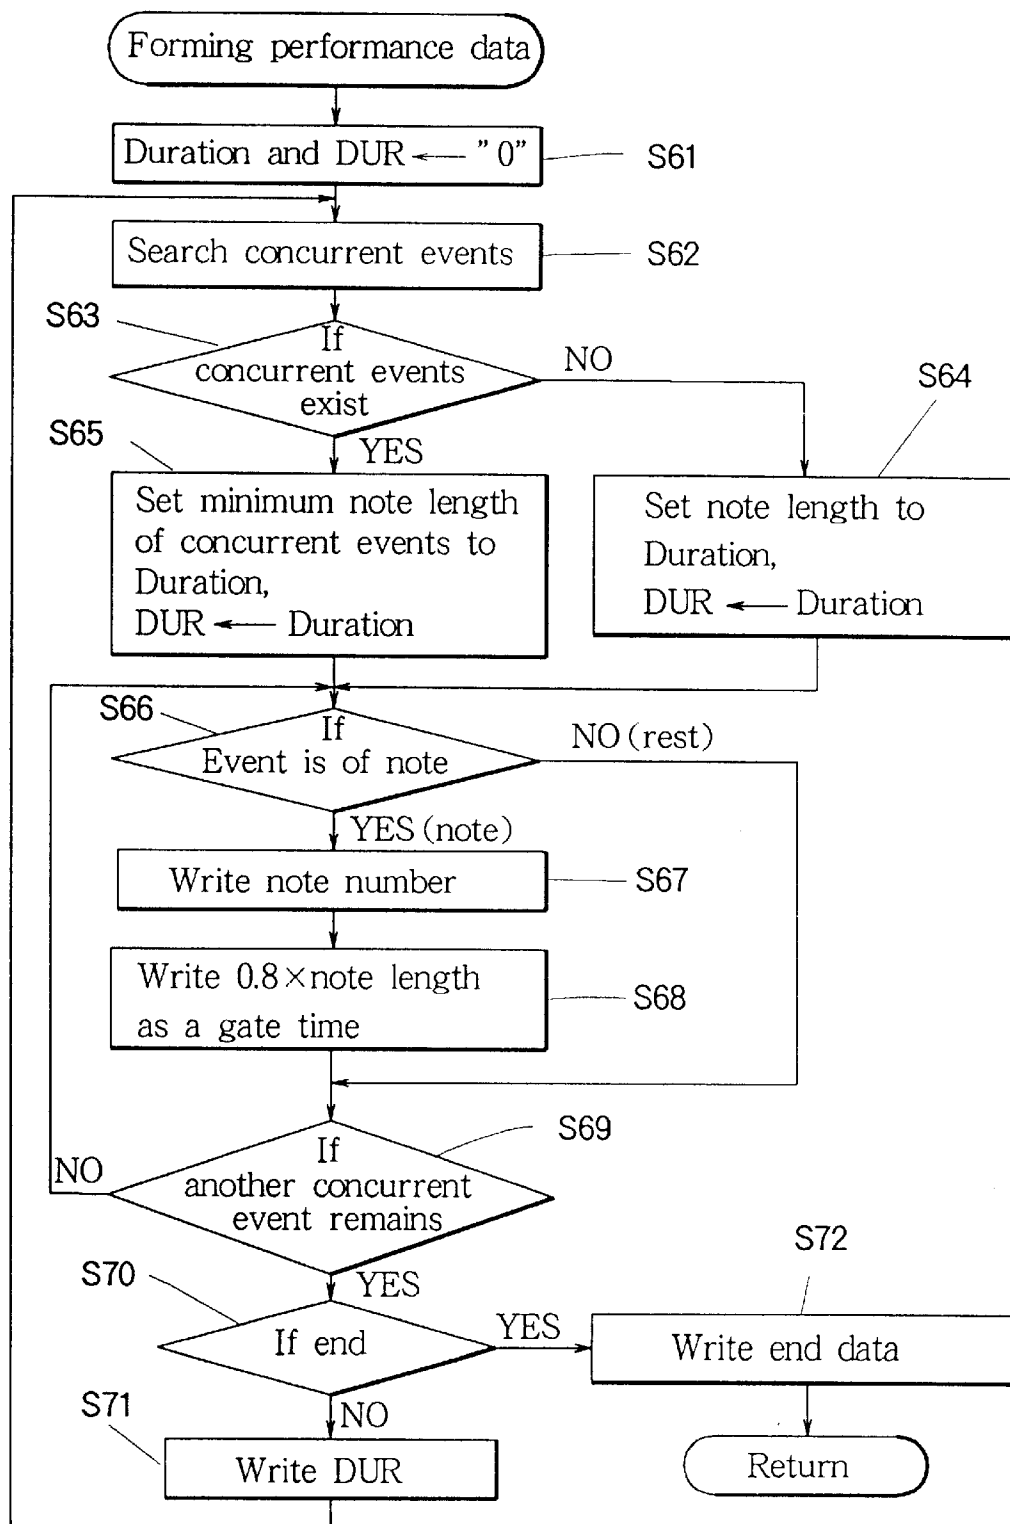 Forming performance data
Duration and DUR ← "0"
S61
Search concurrent events
S62
S63
If
concurrent events
exist
NO
S64
S65
YES
Set minimum note length
of concurrent events to
Duration,
DUR ← Duration
Set note length to
Duration,
DUR ← Duration
S66
If
Event is of note
NO (rest)
YES (note)
Write note number
S67
Write 0.8×note length
as a gate time
S68
S69
If
another concurrent
event remains
NO
S70
YES
S72
If end
YES
Write end data
S71
NO
Write DUR
Return